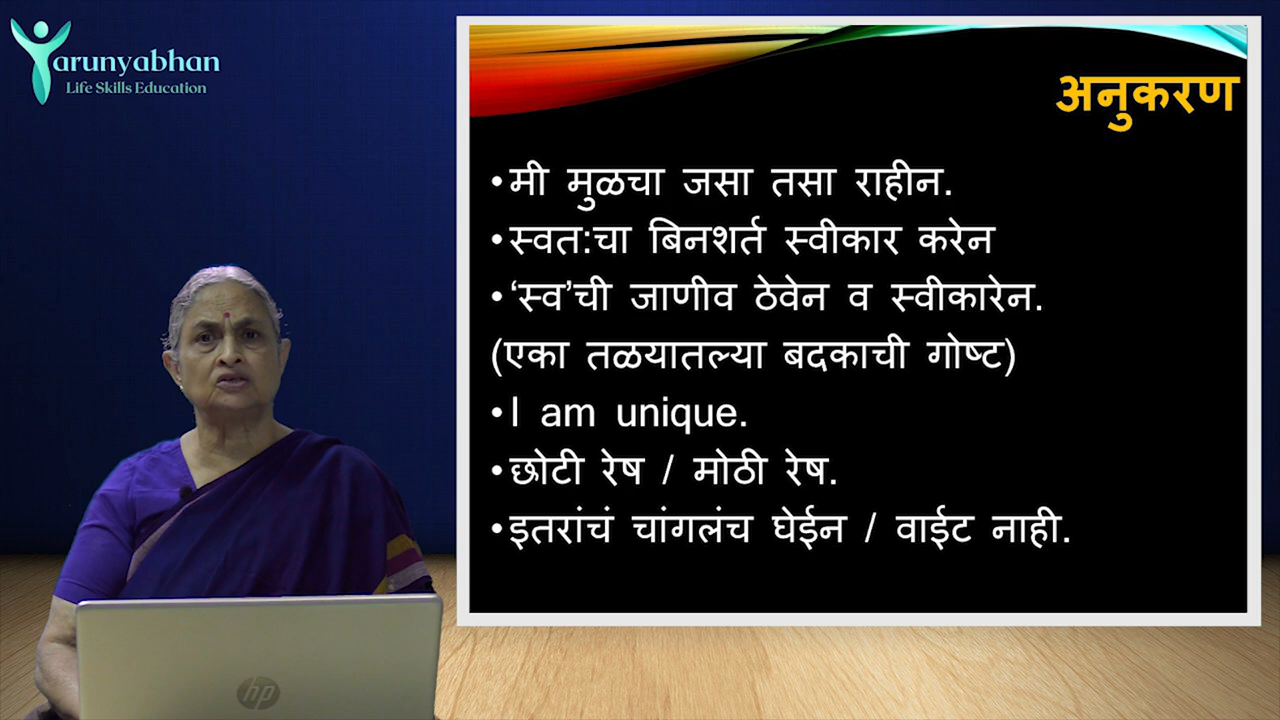 Yarunyabhan
Life Skills Education
अनुकरण
•मी मुळचा जसा तसा राहीन.
•स्वत:चा बिनशर्त स्वीकार करेन
•‘स्व’ची जाणीव ठेवेन व स्वीकारेन.
(एका तळयातल्या बदकाची गोष्ट)
•I am unique.
•छोटी रेष / मोठी रेष.
•इतरांचं चांगलंच घेईन / वाईट नाही.
hp